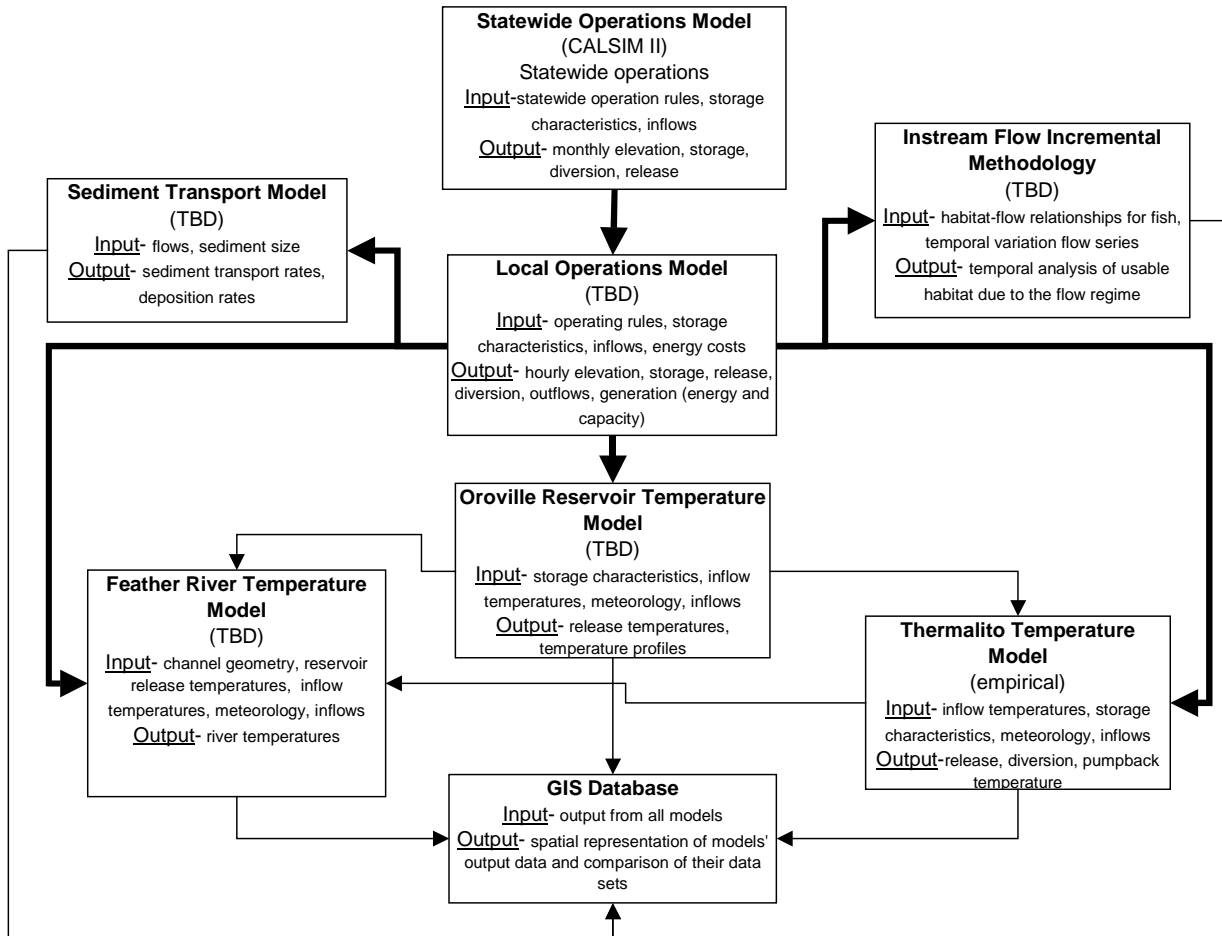 Statewide Operations Model
(CALSIM II)
Statewide operations
Input-statewide operation rules, storage
characteristics, inflows
Output- monthly elevation, storage,
diversion, release
Instream Flow Incremental
Methodology
(TBD)
Input- habitat-flow relationships for fish,
temporal variation flow series
Output- temporal analysis of usable
habitat due to the flow regime
Sediment Transport Model
(TBD)
Input- flows, sediment size
Output- sediment transport rates,
deposition rates
Local Operations Model
(TBD)
Input- operating rules, storage
characteristics, inflows, energy costs
Output- hourly elevation, storage, release,
diversion, outflows, generation (energy and
capacity)
Oroville Reservoir Temperature
Model
(TBD)
Input- storage characteristics, inflow
temperatures, meteorology, inflows
Output- release temperatures,
temperature profiles
Feather River Temperature
Model
(TBD)
Input- channel geometry, reservoir
release temperatures, inflow
temperatures, meteorology, inflows
Output- river temperatures
Thermalito Temperature
Model
(empirical)
Input- inflow temperatures, storage
characteristics, meteorology, inflows
Output-release, diversion, pumpback
temperature
GIS Database
Input- output from all models
Output- spatial representation of models'
output data and comparison of their data
sets